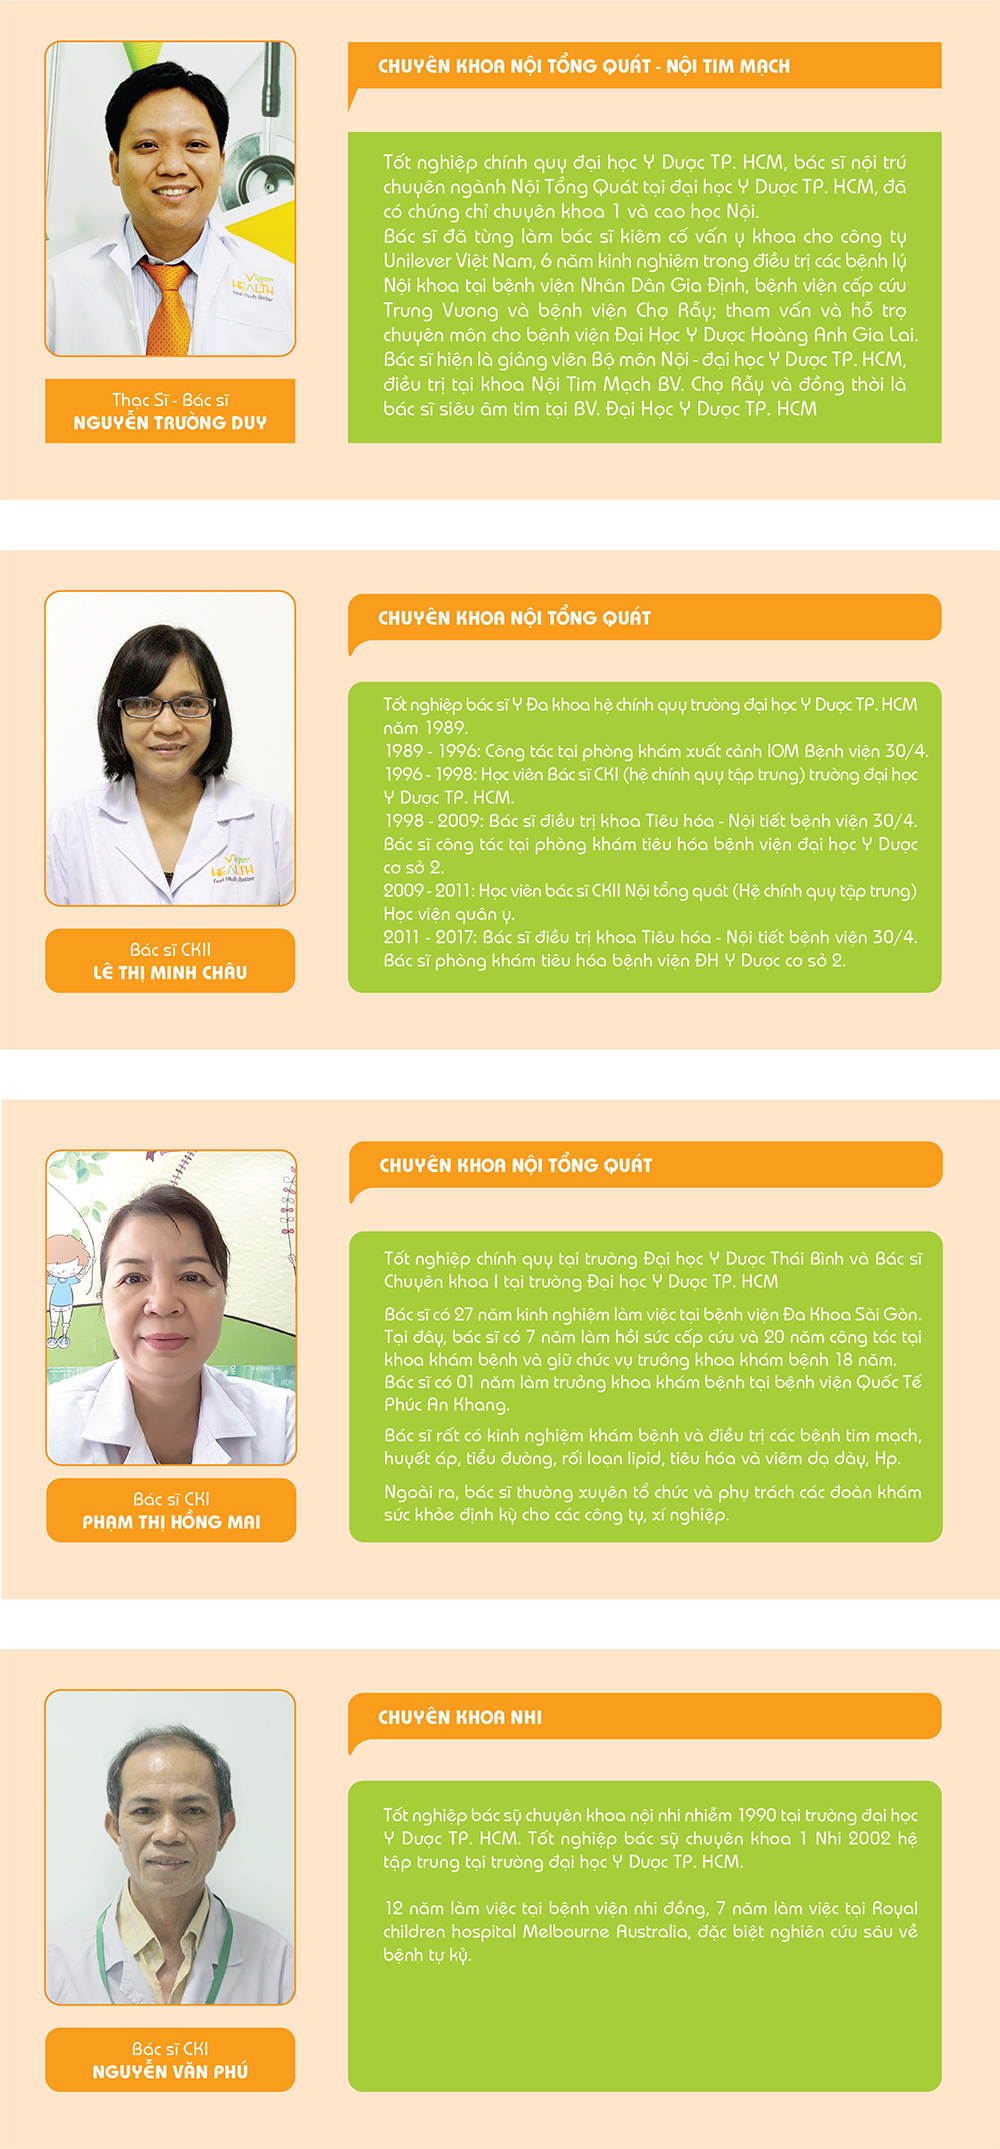 CHUYÊN KHOA NỘI TỔNG QUÁT - NỘI TIM MẠCH
Tốt nghiệp chính quy đại học Y Dược TP. HCM, bác sĩ nội trú
chuyên ngành Nội Tổng Quát tại đại học Y Dược TP. HCM, đã
có chứng chỉ chuyên khoa 1 và cao học Nội.
Bác sĩ đã từng làm bác sĩ kiêm cố vấn y khoa cho công ty
Unilever Việt Nam, 6 năm kinh nghiệm trong điều trị các bệnh lý
Nội khoa tại bệnh viện Nhân Dân Gia Định, bệnh viện cấp cứu
Trưng Vương và bệnh viện Chợ Rẫy; tham vấn và hỗ trợ
chuyên môn cho bệnh viện Đại Học Y Dược Hoàng Anh Gia Lai.
Bác sĩ hiện là giảng viên Bộ môn Nội - đại học Y Dược TP. HCM,
điều trị tại khoa Nội Tim Mạch BV. Chợ Rẫy và đồng thời là
bác sĩ siêu âm tim tại BV. Đại Học Y Dược TP. HCM
Vigor
HEALTH
Feel Much Better
Thạc Sĩ - Bác sĩ
NGUYỄN TRƯỜNG DUY
CHUYÊN KHOA NỘI TỔNG QUÁT
Tốt nghiệp bác sĩ Y Đa khoa hệ chính quy trường đại học Y Dược TP. HCM
năm 1989.
1989 - 1996: Công tác tại phòng khám xuất cảnh IOM Bệnh viện 30/4.
1996 - 1998: Học viên Bác sĩ CKI (hệ chính quy tập trung) trường đại học
Y Dược TP. HCM.
1998 - 2009: Bác sĩ điều trị khoa Tiêu hóa - Nội tiết bệnh viện 30/4.
Bác sĩ công tác tại phòng khám tiêu hóa bệnh viện đại học Y Dược
cơ sở 2.
2009 - 2011: Học viên bác sĩ CKII Nội tổng quát (Hệ chính quy tập trung)
Học viện quân y.
2011 - 2017: Bác sĩ điều trị khoa Tiêu hóa - Nội tiết bệnh viện 30/4.
Bác sĩ phòng khám tiêu hóa bệnh viện ĐH Y Dược cơ sở 2.
Vigor
HEALTH
Feel Much Better
Bác sĩ CKII
LÊ THỊ MINH CHÂU
CHUYÊN KHOA NỘI TỔNG QUÁT
Tốt nghiệp chính quy tại trường Đại học Y Dược Thái Bình và Bác sĩ
Chuyên khoa I tại trường Đại học Y Dược TP. HCM
Bác sĩ có 27 năm kinh nghiệm làm việc tại bệnh viện Đa Khoa Sài Gòn.
Tại đây, bác sĩ có 7 năm làm hồi sức cấp cứu và 20 năm công tác tại
khoa khám bệnh và giữ chức vụ trưởng khoa khám bệnh 18 năm.
Bác sĩ có 01 năm làm trưởng khoa khám bệnh tại bệnh viện Quốc Tế
Phúc An Khang.
Bác sĩ rất có kinh nghiệm khám bệnh và điều trị các bệnh tim mạch,
huyết áp, tiểu đường, rối loạn lipid, tiêu hóa và viêm dạ dày, Hp.
Ngoài ra, bác sĩ thường xuyên tổ chức và phụ trách các đoàn khám
sức khỏe định kỳ cho các công ty, xí nghiệp.
Bác sĩ CKI
PHẠM THỊ HỒNG MAI
CHUYÊN KHOA NHI
Tốt nghiệp bác sỹ chuyên khoa nội nhi nhiễm 1990 tại trường đại học
Y Dược TP. HCM. Tốt nghiệp bác sỹ chuyên khoa 1 Nhi 2002 hệ
tập trung tại trường đại học Y Dược TP. HCM.
12 năm làm việc tại bệnh viện nhi đồng, 7 năm làm việc tại Royal
children hospital Melbourne Australia, đặc biệt nghiên cứu sâu về
bệnh tự kỷ.
Bác sĩ CKI
NGUYỄN VĂN PHÚ